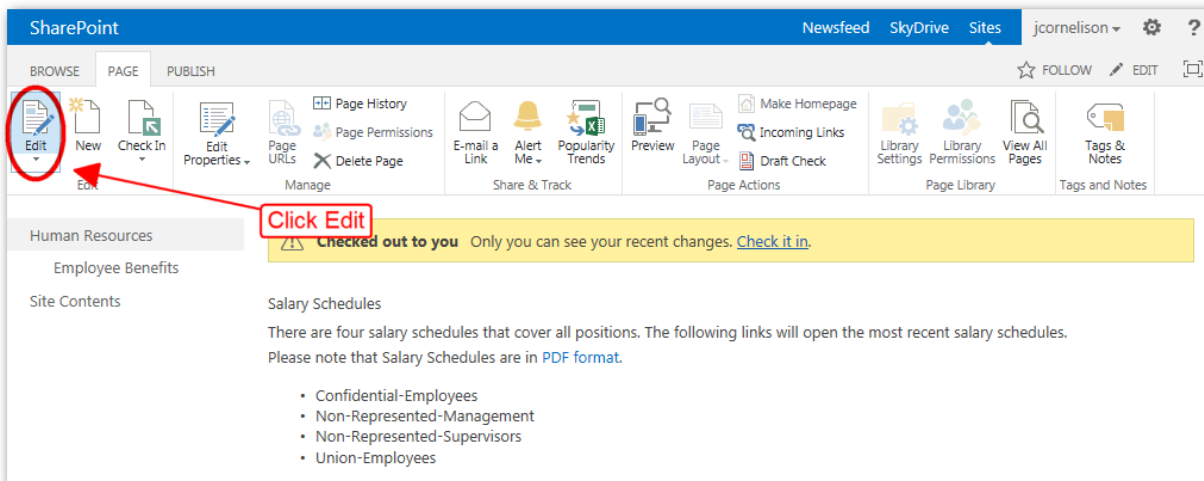 SharePoint Newsfeed SkyDrive Sites jcornelison ?
BROWSE PAGE PUBLISH FOLLOW EDIT
Edit
New
Check In
Edit
Edit
Properties
Page
URLs
Page History
Page Permissions
Delete Page
Manage
E-mail a
Link
Alert
Me
Popularity
Trends
Share & Track
Preview
Page
Layout
Make Homepage
Incoming Links
Draft Check
Page Actions
Library
Settings
Library
Permissions
View All
Pages
Page Library
Tags &
Notes
Tags and Notes
Click Edit
Human Resources
Employee Benefits
Site Contents
Checked out to you Only you can see your recent changes. Check it in.
Salary Schedules
There are four salary schedules that cover all positions. The following links will open the most recent salary schedules.
Please note that Salary Schedules are in PDF format.
• Confidential-Employees
• Non-Represented-Management
• Non-Represented-Supervisors
• Union-Employees